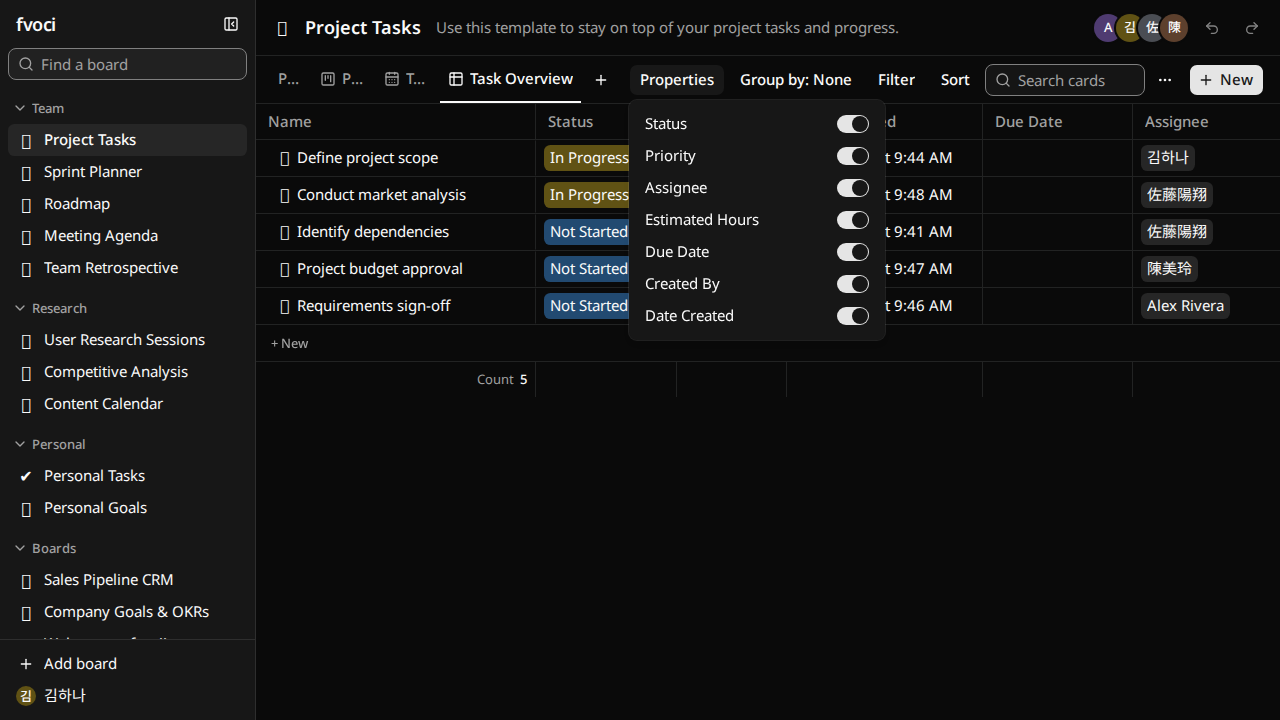 fvoci
Find a board
Team
Project Tasks
Sprint Planner
Roadmap
Meeting Agenda
Team Retrospective
Research
User Research Sessions
Competitive Analysis
Content Calendar
Personal
Personal Tasks
Personal Goals
Boards
Sales Pipeline CRM
Company Goals & OKRs
Add board
김 김하나
Project Tasks Use this template to stay on top of your project tasks and progress.
A 김 佐 陳
P... P... T... Task Overview Properties Group by: None Filter Sort Search cards New
Name Status Due Date Assignee
Define project scope In Progress 9:44 AM 김하나
Conduct market analysis In Progress 9:48 AM 佐藤陽翔
Identify dependencies Not Started 9:41 AM 佐藤陽翔
Project budget approval Not Started 9:47 AM 陳美玲
Requirements sign-off Not Started 9:46 AM Alex Rivera
+ New
Count 5
Status
Priority
Assignee
Estimated Hours
Due Date
Created By
Date Created